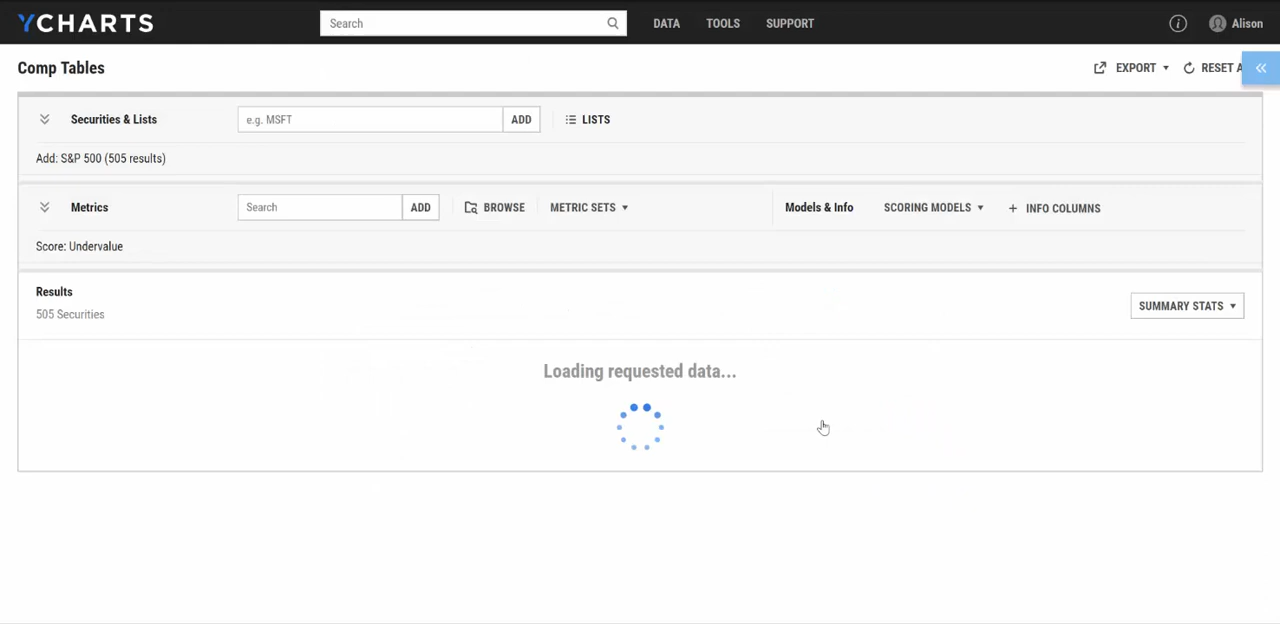 YCHARTS Search DATA TOOLS SUPPORT i Alison
Comp Tables EXPORT RESET A
Securities & Lists e.g. MSFT ADD LISTS
Add: S&P 500 (505 results)
Metrics Search ADD BROWSE METRIC SETS Models & Info SCORING MODELS + INFO COLUMNS
Score: Undervalue
Results
505 Securities
SUMMARY STATS
Loading requested data...